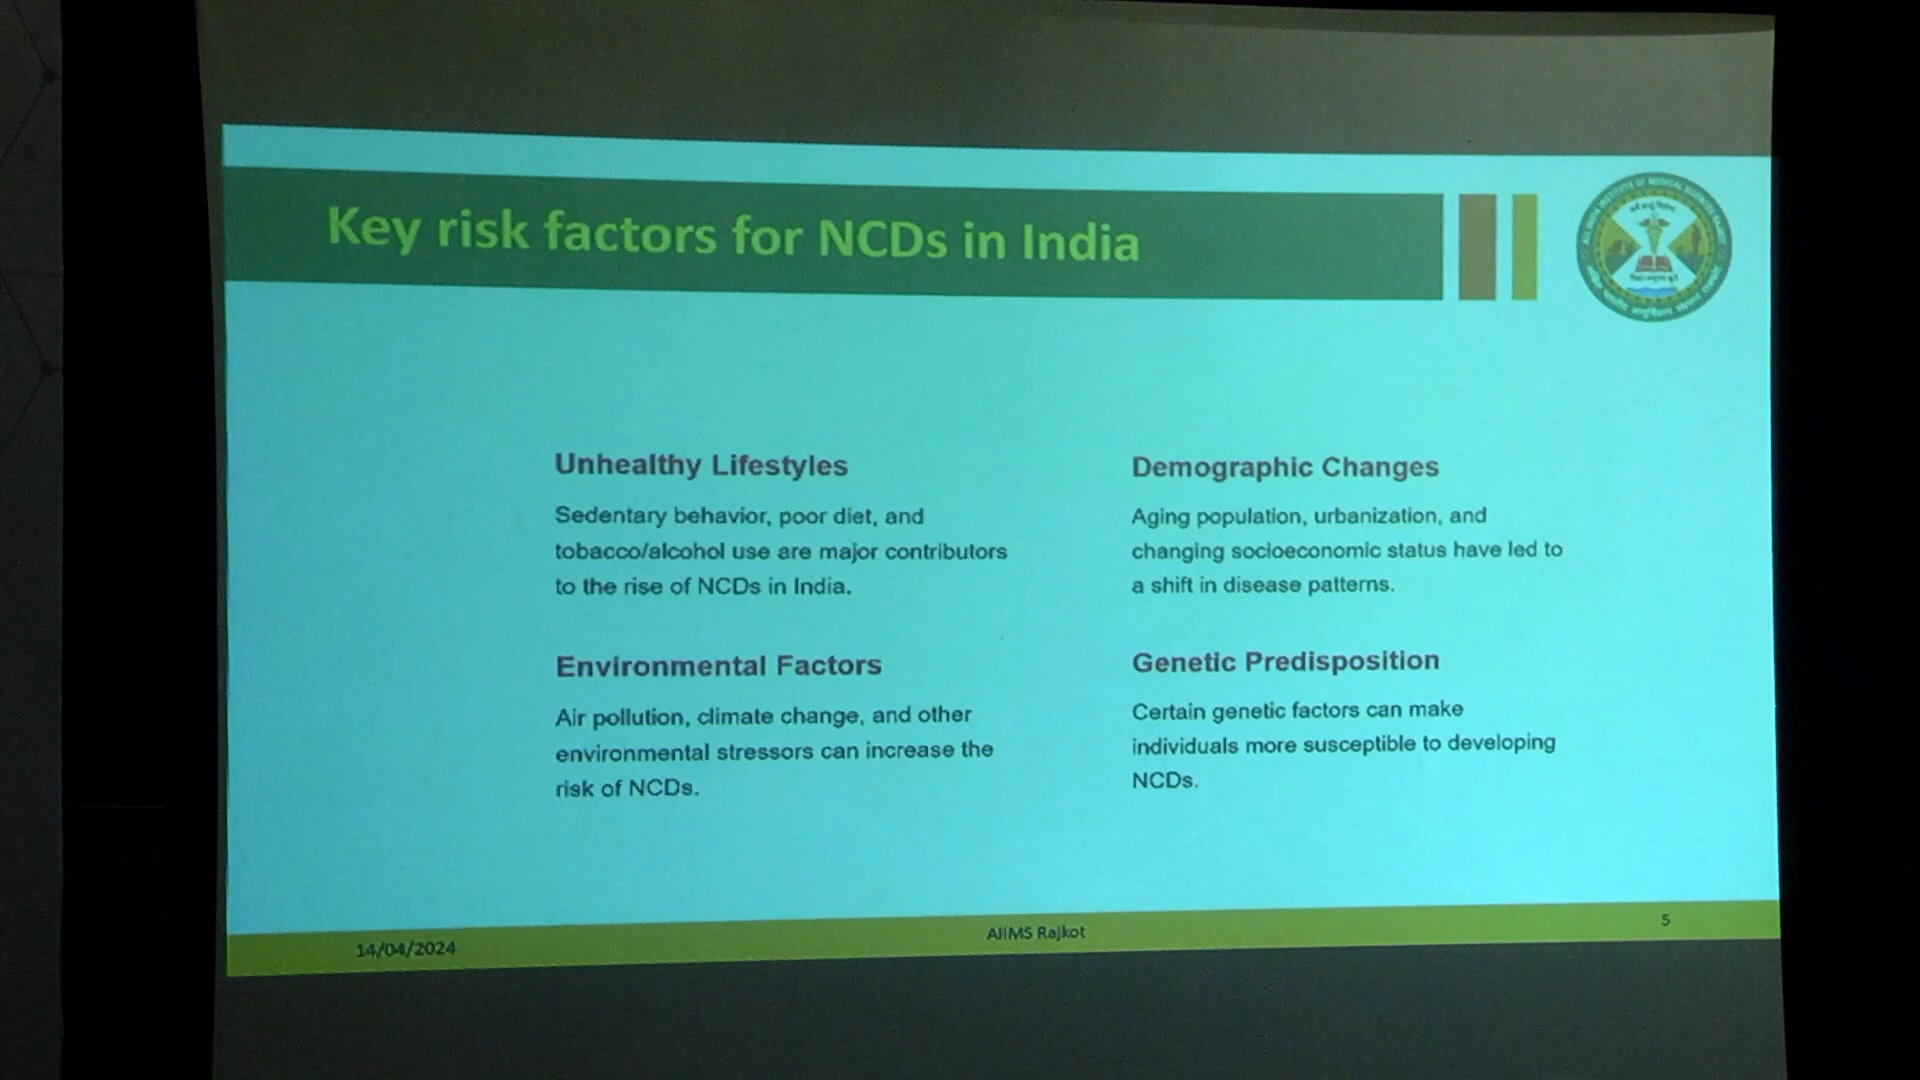 Key risk factors for NCDs in India
Unhealthy Lifestyles
Sedentary behavior, poor diet, and
tobacco/alcohol use are major contributors
to the rise of NCDs in India.
Demographic Changes
Aging population, urbanization, and
changing socioeconomic status have led to
a shift in disease patterns.
Environmental Factors
Air pollution, climate change, and other
environmental stressors can increase the
risk of NCDs.
Genetic Predisposition
Certain genetic factors can make
individuals more susceptible to developing
NCDs.
14/04/2024
AIIMS Rajkot
5